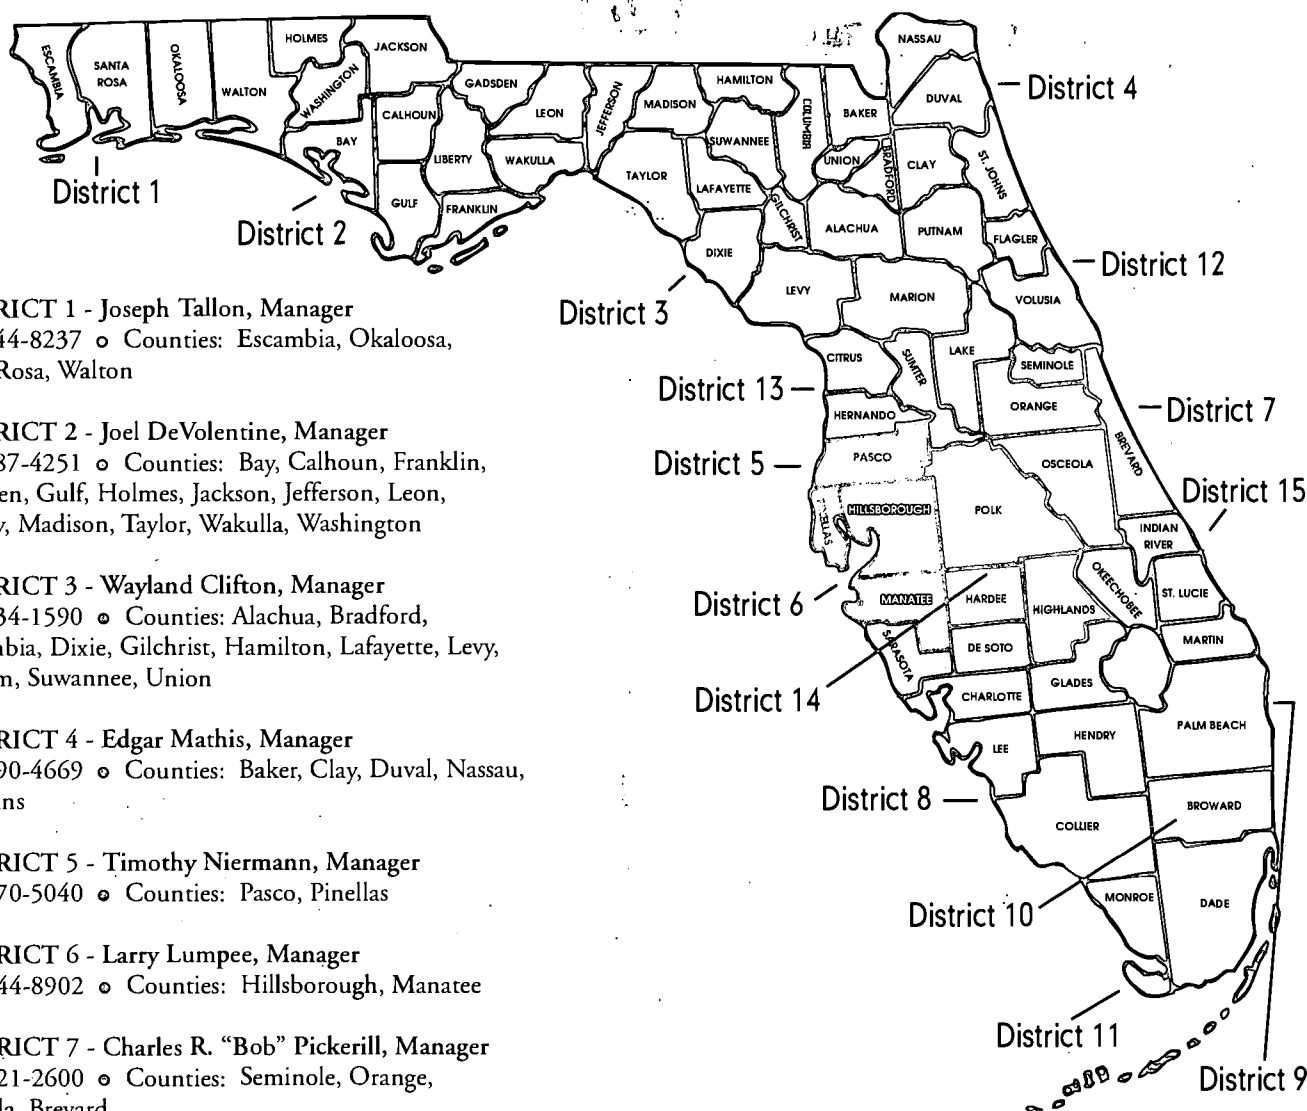 NASSAU
HOLMES
JACKSON
ESCAMBIA
SANTA
ROSA
OKALOOSA
WALTON
WASHINGTON
GADSDEN
HAMILTON
District 4
CALHOUN
LEON
JEFFERSON
MADISON
COLUMBIA
BAKER
DUVAL
BAY
LIBERTY
WAKULLA
SUWANNEE
UNION
BRADFORD
CLAY
ST. JOHNS
District 1
TAYLOR
LAFAYETTE
GULF
FRANKLIN
GILCHRIST
ALACHUA
PUTNAM
District 2
DIXIE
FLAGLER
District 12
LEVY
MARION
VOLUSIA
District 3
RICT 1 - Joseph Tallon, Manager
44-8237 o Counties: Escambia, Okaloosa,
Rosa, Walton
CITRUS
SUMTER
LAKE
SEMINOLE
District 13
HERNANDO
ORANGE
District 7
RICT 2 - Joel DeVolentine, Manager
87-4251 o Counties: Bay, Calhoun, Franklin,
en, Gulf, Holmes, Jackson, Jefferson, Leon,
y, Madison, Taylor, Wakulla, Washington
District 5
PASCO
OSCEOLA
BREVARD
District 15
HILLSBOROUGH
POLK
ELLAS
INDIAN
RIVER
RICT 3 - Wayland Clifton, Manager
34-1590 o Counties: Alachua, Bradford,
nbia, Dixie, Gilchrist, Hamilton, Lafayette, Levy,
m, Suwannee, Union
District 6
MANATEE
HARDEE
HIGHLANDS
OKEECHOBEE
ST. LUCIE
SARASOTA
DE SOTO
MARTIN
District 14
CHARLOTTE
GLADES
PALM BEACH
RICT 4 - Edgar Mathis, Manager
90-4669 o Counties: Baker, Clay, Duval, Nassau,
ns
LEE
HENDRY
District 8
BROWARD
COLLIER
RICT 5 - Timothy Niermann, Manager
70-5040 o Counties: Pasco, Pinellas
MONROE
DADE
District 10
RICT 6 - Larry Lumpee, Manager
44-8902 o Counties: Hillsborough, Manatee
District 11
RICT 7 - Charles R. “Bob” Pickerill, Manager
21-2600 o Counties: Seminole, Orange,
la, Brevard
District 9